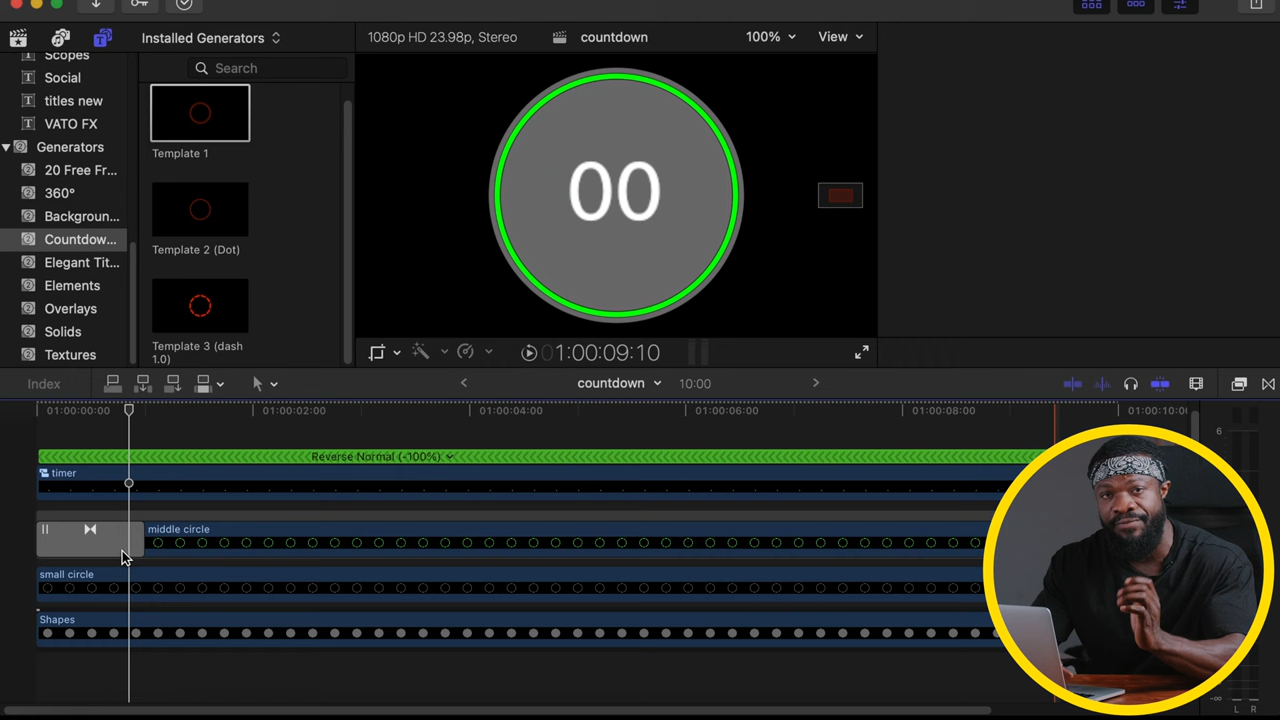 Installed Generators
1080p HD 23.98p, Stereo
countdown
100%
View
Scopes
Social
titles new
VATO FX
Generators
20 Free Fr...
360°
Backgroun...
Countdow...
Elegant Tit...
Elements
Overlays
Solids
Textures
Search
Template 1
Template 2 (Dot)
Template 3 (dash
1.0)
00
1:00:09:10
Index
countdown
10:00
01:00:00:00
01:00:02:00
01:00:04:00
01:00:06:00
01:00:08:00
01:00:10:0
Reverse Normal (-100%)
timer
middle circle
small circle
Shapes
6
-∞
L R